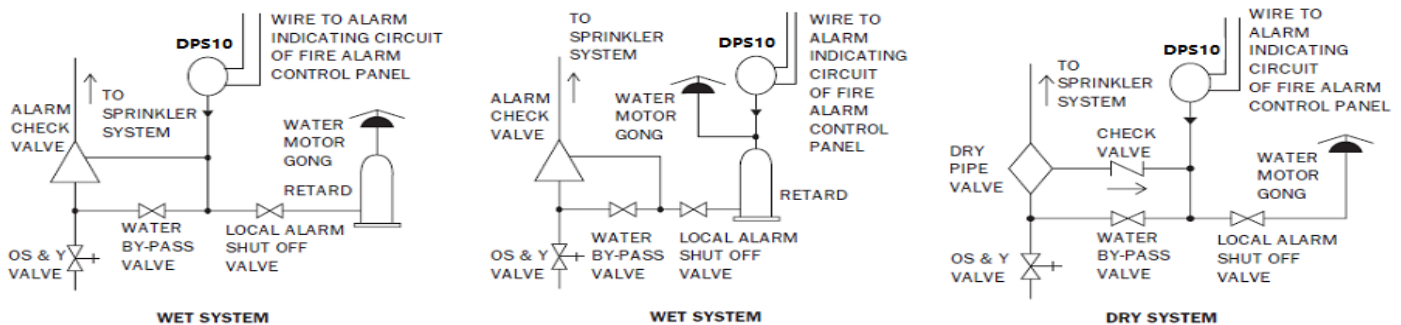 WIRE TO ALARM
INDICATING CIRCUIT
OF FIRE ALARM
CONTROL PANEL
DPS10
TO
SPRINKLER
SYSTEM
ALARM
CHECK
VALVE
WATER
MOTOR
GONG
RETARD
WATER
BY-PASS
VALVE
LOCAL ALARM
SHUT OFF
VALVE
OS & Y
VALVE
WET SYSTEM
TO
SPRINKLER
SYSTEM
DPS10
WIRE TO
ALARM
INDICATING
CIRCUIT
OF FIRE
ALARM
CONTROL
PANEL
ALARM
CHECK
VALVE
WATER
MOTOR
GONG
RETARD
WATER
BY-PASS
VALVE
LOCAL ALARM
SHUT OFF
VALVE
OS & Y
VALVE
WET SYSTEM
WIRE TO
ALARM
INDICATING
CIRCUIT
OF FIRE ALARM
CONTROL PANEL
DPS10
TO
SPRINKLER
SYSTEM
CHECK
VALVE
DRY
PIPE
VALVE
WATER
MOTOR
GONG
WATER
BY-PASS
VALVE
LOCAL ALARM
SHUT OFF
VALVE
OS & Y
VALVE
DRY SYSTEM